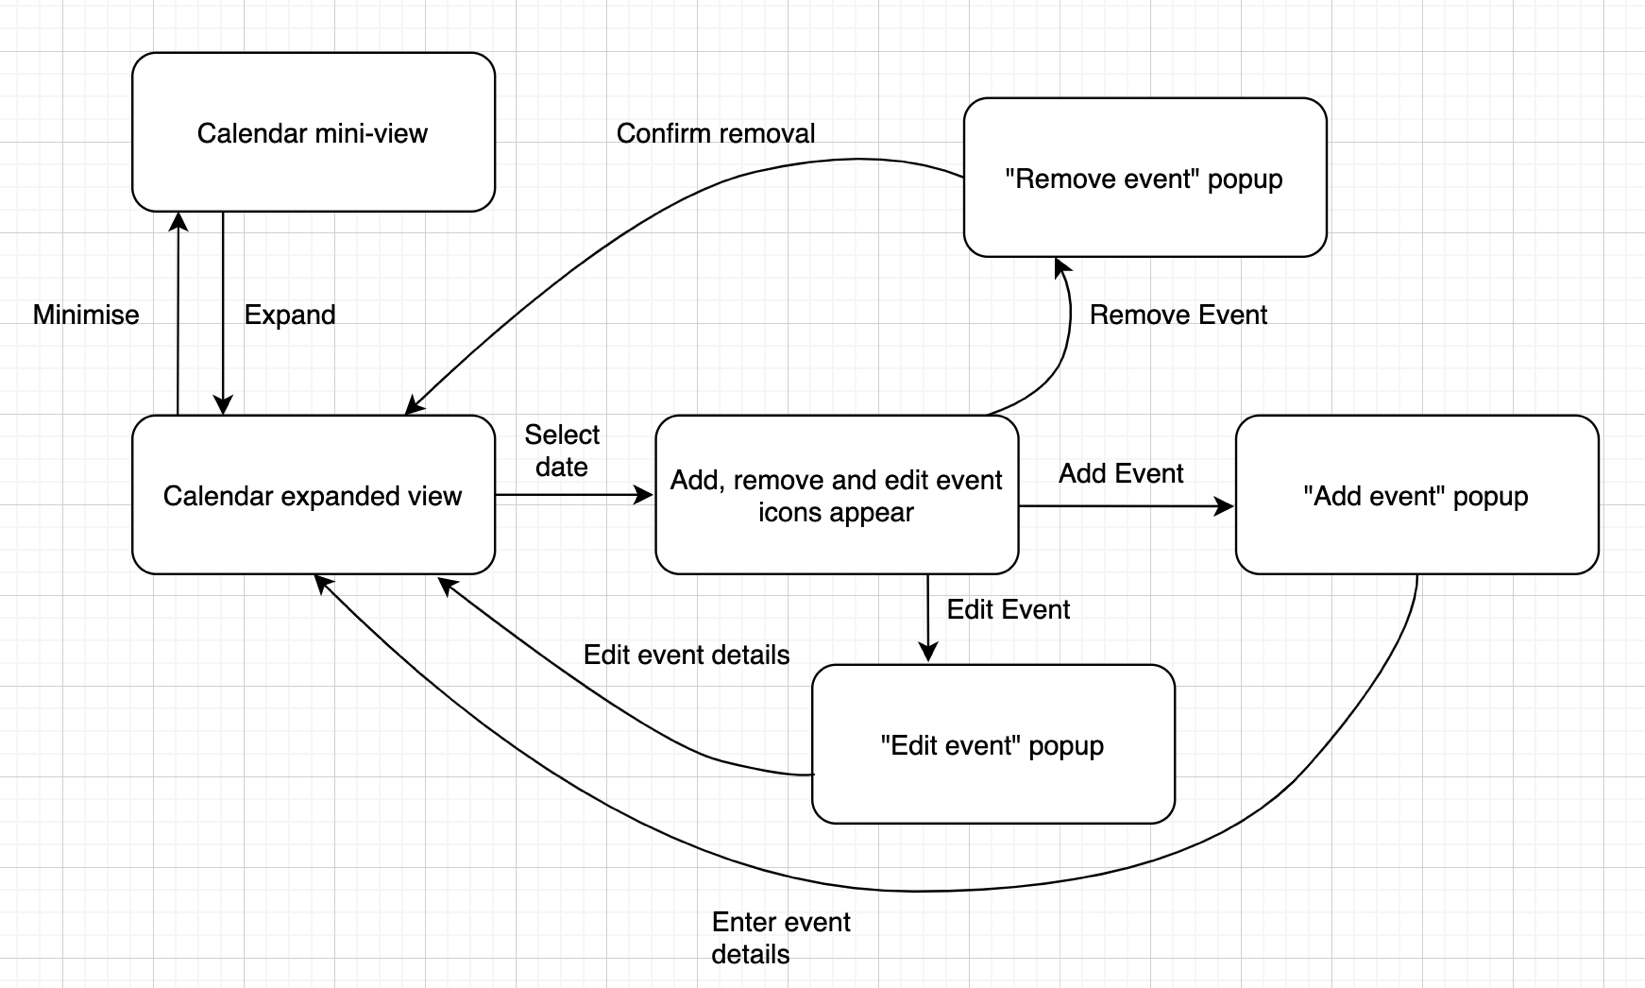 Calendar mini-view
Confirm removal
"Remove event" popup
Minimise
Expand
Remove Event
Select
date
Calendar expanded view
Add, remove and edit event
icons appear
Add Event
"Add event" popup
Edit Event
Edit event details
"Edit event" popup
Enter event
details